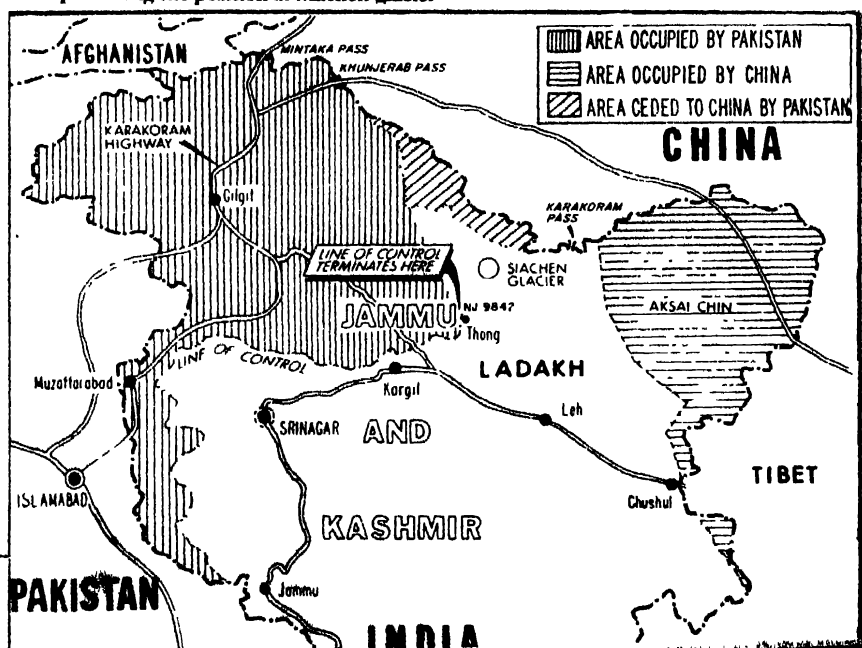 AFGHANISTAN
MINTAKA PASS
KHUNJERAB PASS
AREA OCCUPIED BY PAKISTAN
AREA OCCUPIED BY CHINA
AREA CEDED TO CHINA BY PAKISTAN
CHINA
KARAKORAM
HIGHWAY
Gilgit
KARAKORAM
PASS
LINE OF CONTROL
TERMINATES HERE
SIACHEN
GLACIER
AKSAI CHIN
NJ 9847
JAMMU
Thong
LINE OF CONTROL
LADAKH
Muzaffarabad
Kargil
Leh
SRINAGAR
AND
TIBET
ISLAMABAD
Chushul
KASHMIR
PAKISTAN
Jammu
INDIA